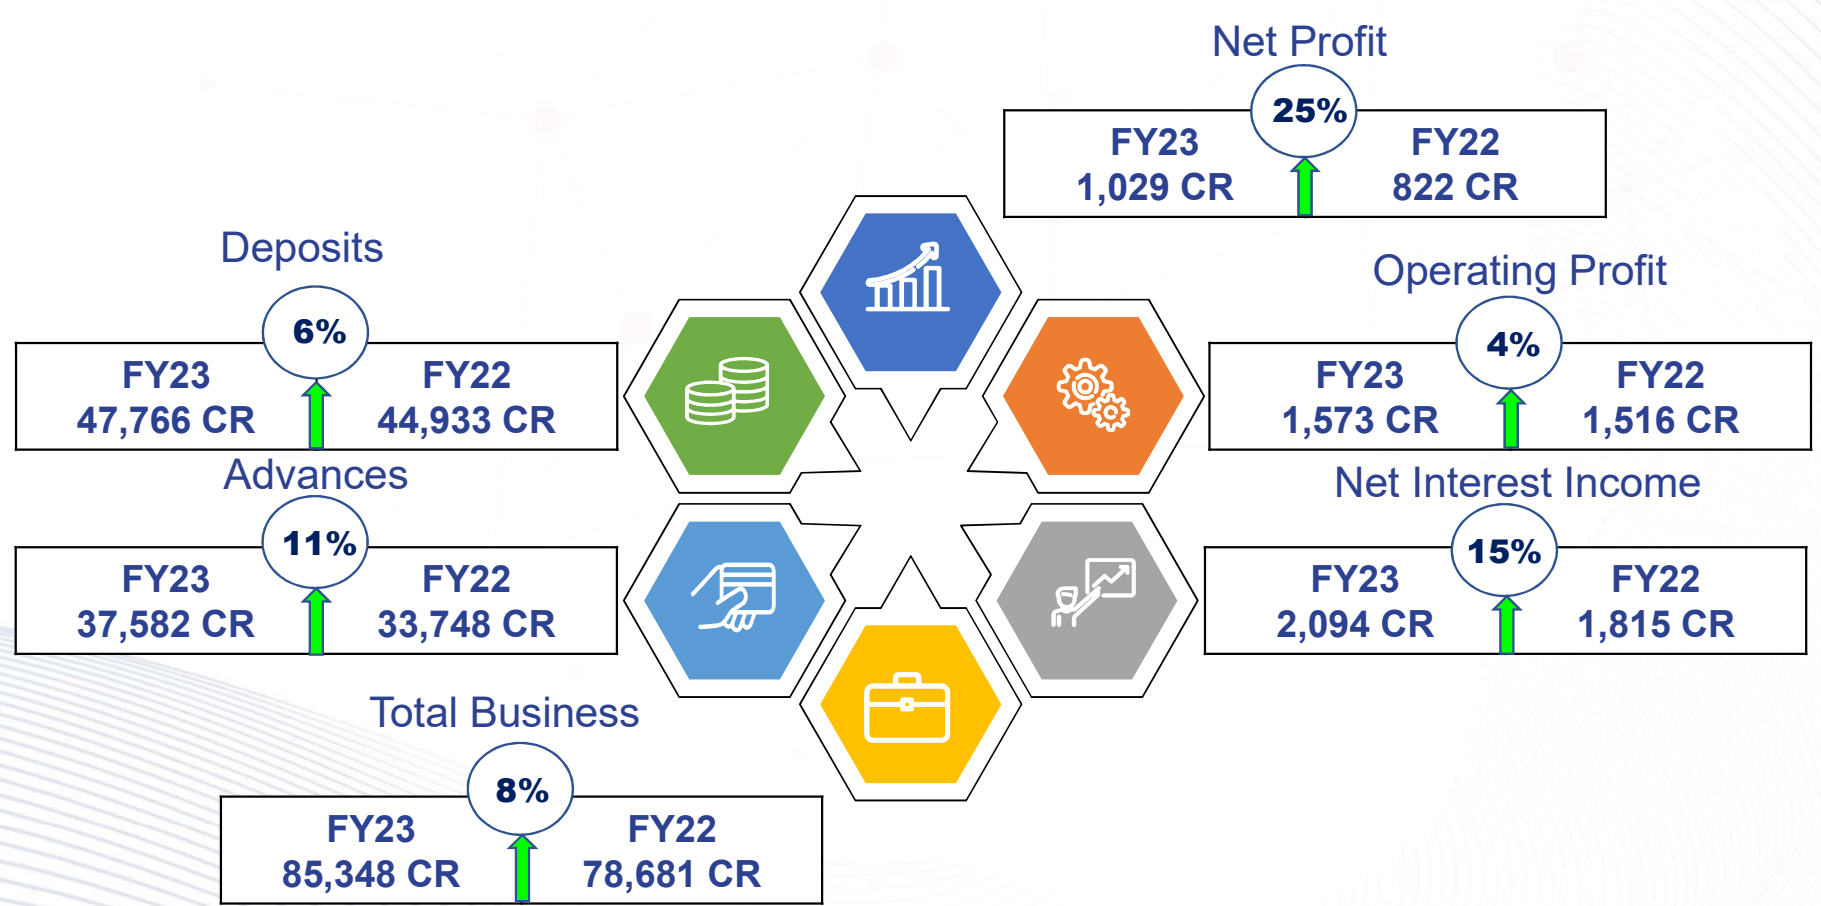 Net Profit
25%
FY23 FY22
1,029 CR 822 CR
Deposits
6%
FY23 FY22
47,766 CR 44,933 CR
Operating Profit
4%
FY23 FY22
1,573 CR 1,516 CR
Advances
11%
FY23 FY22
37,582 CR 33,748 CR
Net Interest Income
15%
FY23 FY22
2,094 CR 1,815 CR
Total Business
8%
FY23 FY22
85,348 CR 78,681 CR